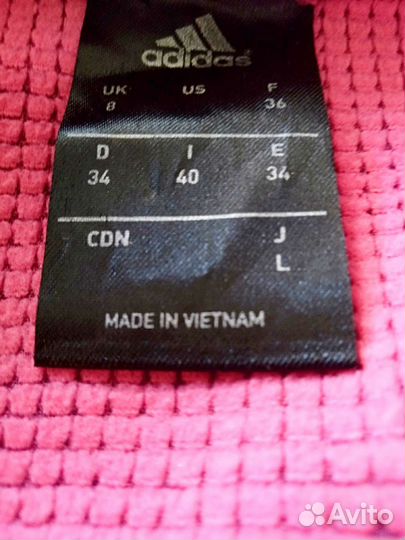 adidas
UK US F
8 36
D I E
34 40 34
CDN J
L
MADE IN VIETNAM
Avito